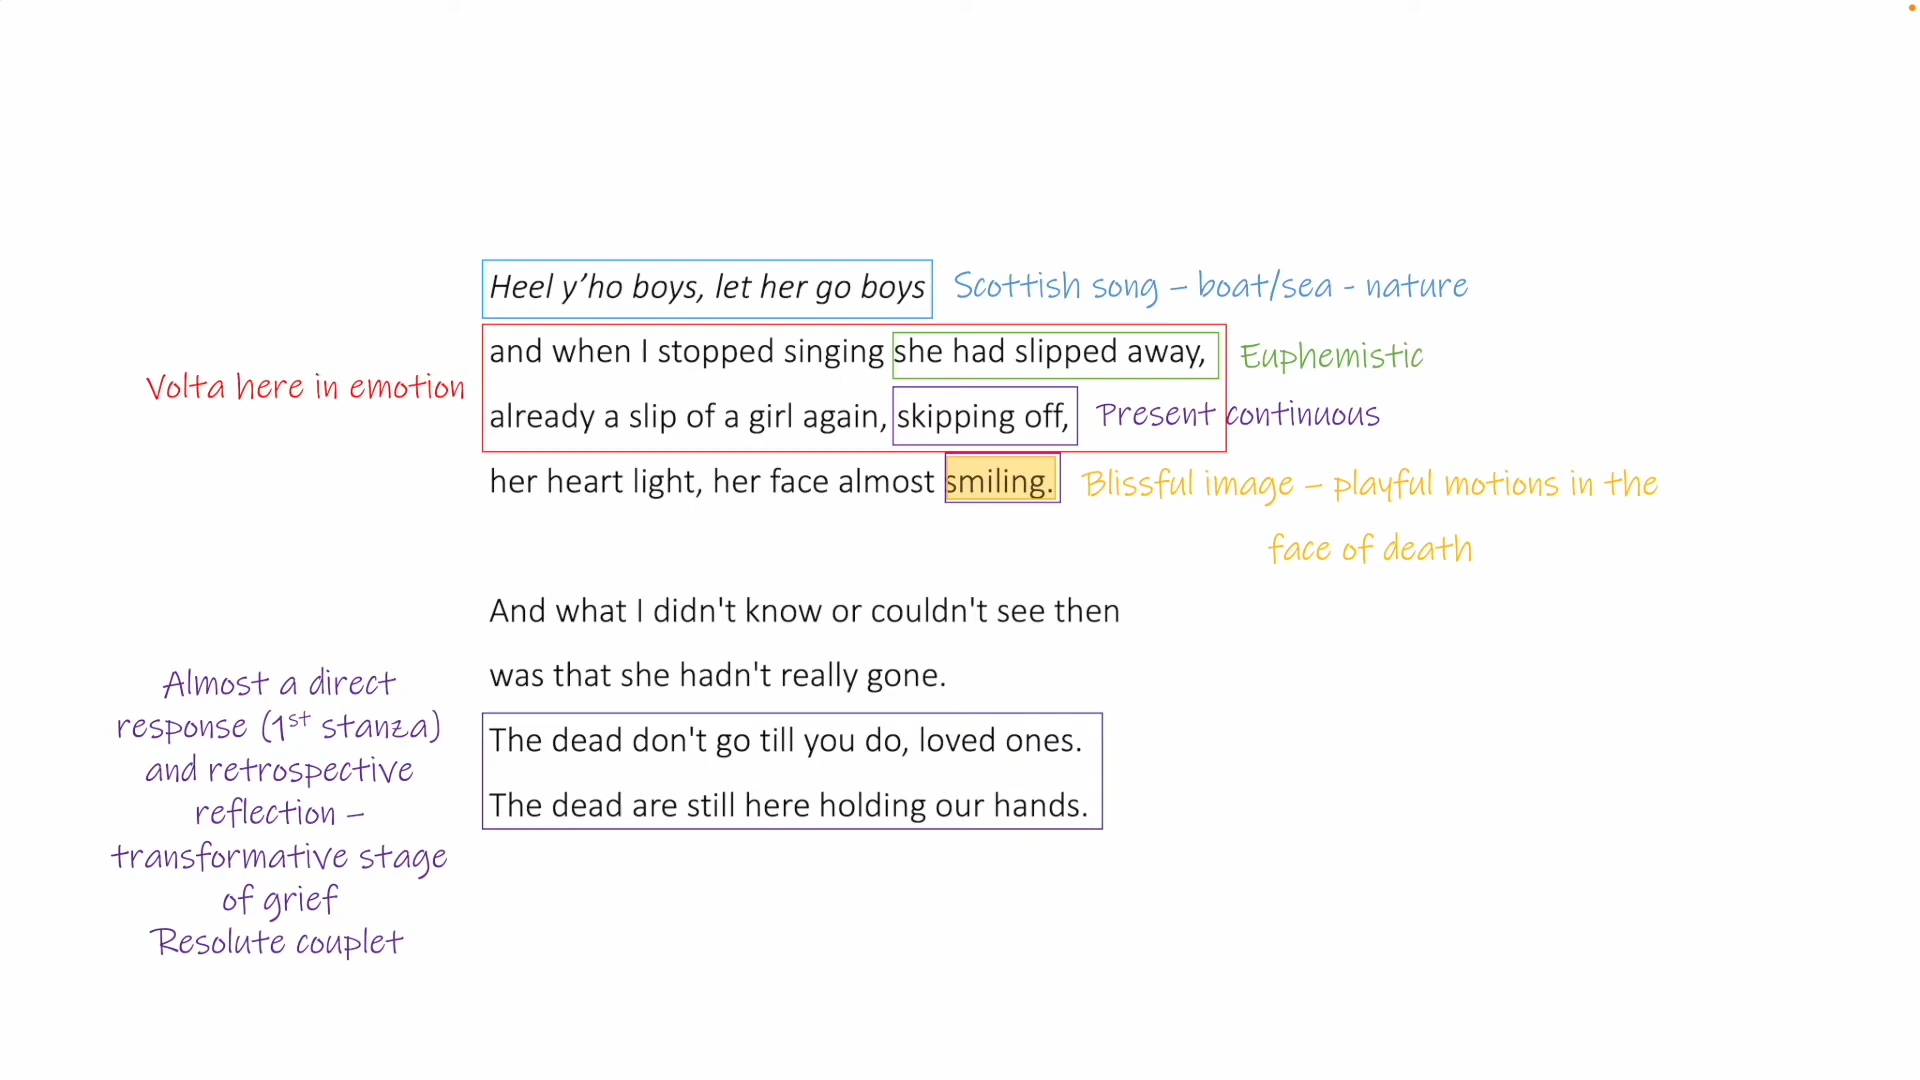 Heel y’ho boys, let her go boys
Scottish song – boat/sea - nature
and when I stopped singing she had slipped away,
Euphemistic
Volta here in emotion
already a slip of a girl again, skipping off,
Present continuous
her heart light, her face almost smiling.
Blissful image – playful motions in the
face of death
And what I didn't know or couldn't see then
was that she hadn't really gone.
The dead don't go till you do, loved ones.
The dead are still here holding our hands.
Almost a direct
response (1st stanza)
and retrospective
reflection –
transformative stage
of grief
Resolute couplet